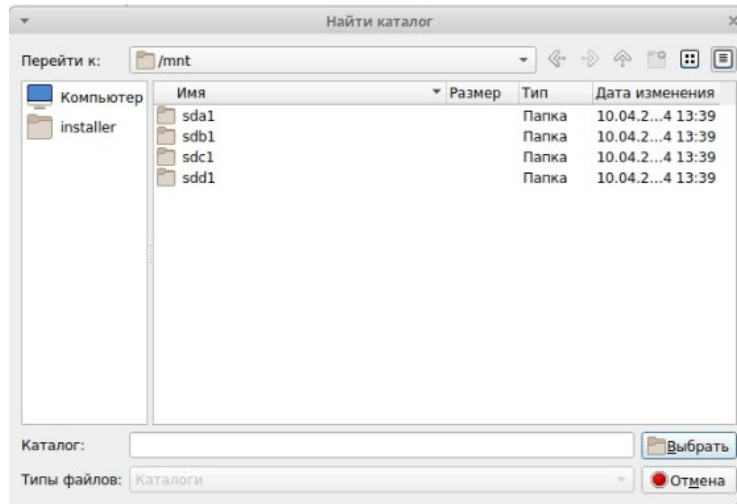 Найти каталог
Перейти к: /mnt
Компьютер
installer
Имя Размер Тип Дата изменения
sda1 Папка 10.04.2...4 13:39
sdb1 Папка 10.04.2...4 13:39
sdc1 Папка 10.04.2...4 13:39
sdd1 Папка 10.04.2...4 13:39
Каталог: Выбрать
Типы файлов: Каталоги Отмена